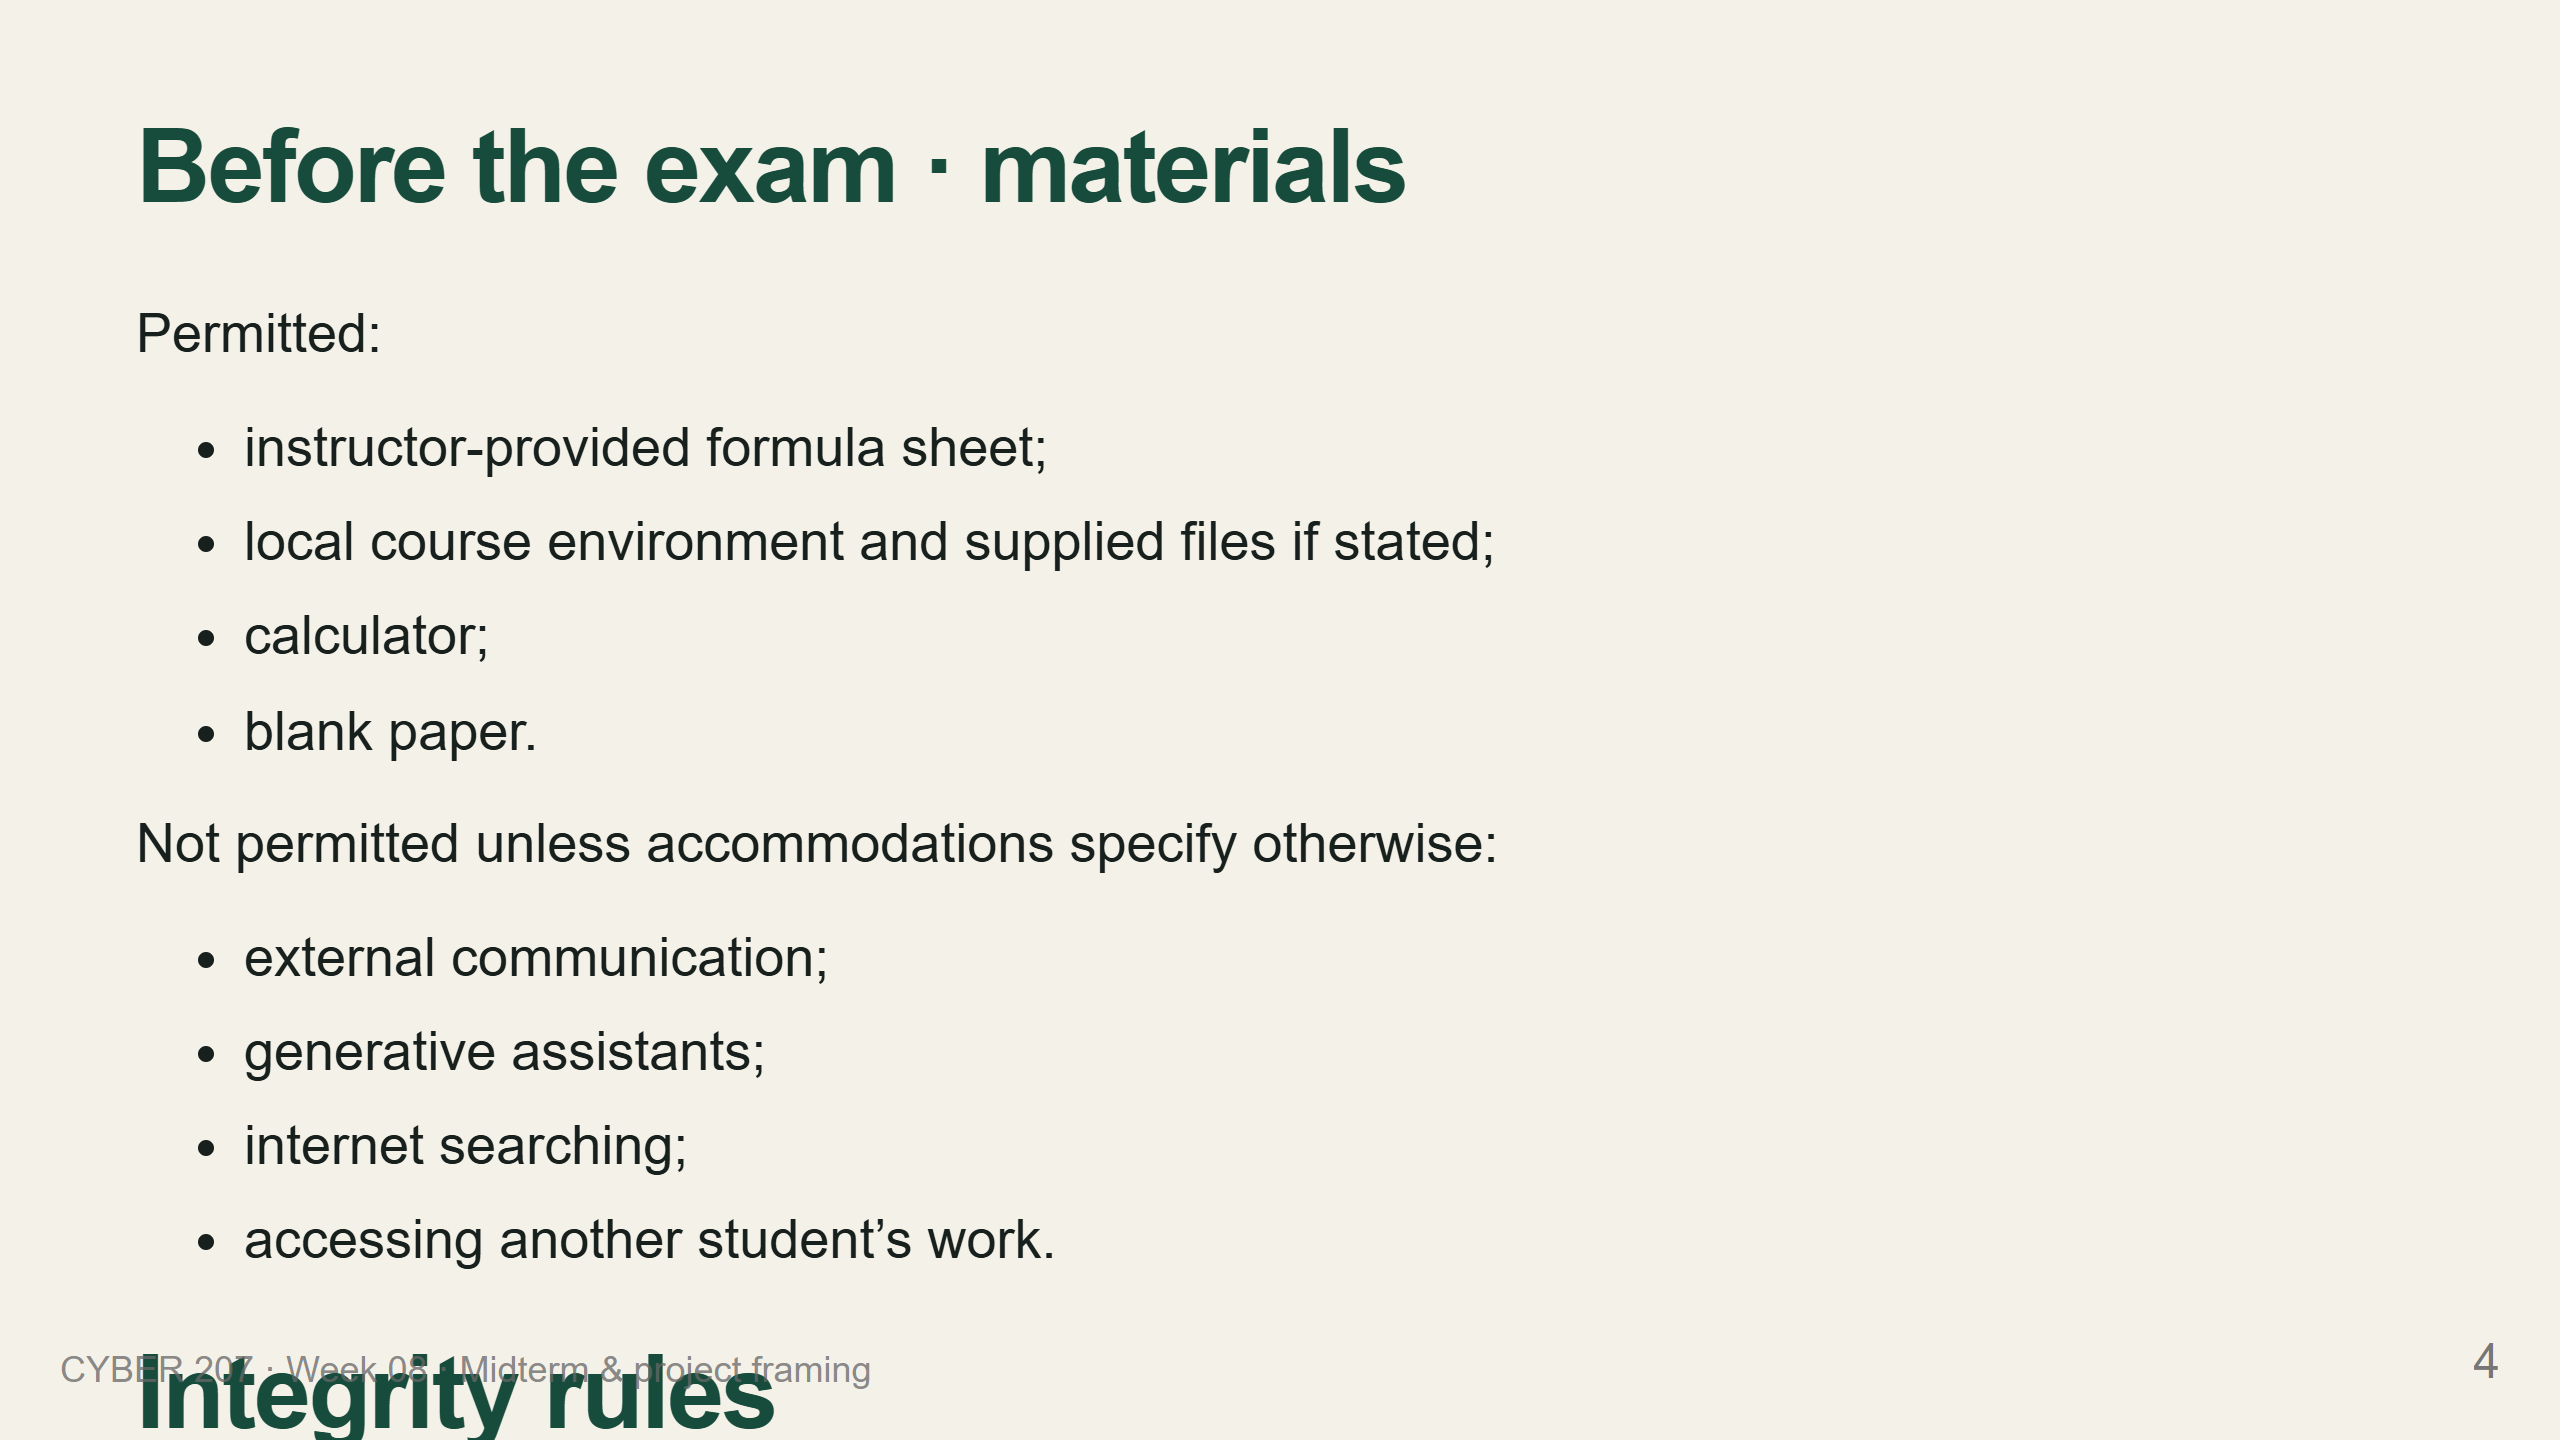 Before the exam · materials
Permitted:
• instructor-provided formula sheet;
• local course environment and supplied files if stated;
• calculator;
• blank paper.
Not permitted unless accommodations specify otherwise:
• external communication;
• generative assistants;
• internet searching;
• accessing another student’s work.
Integrity rules
CYBER 207 · Week 08 · Midterm & project framing
4